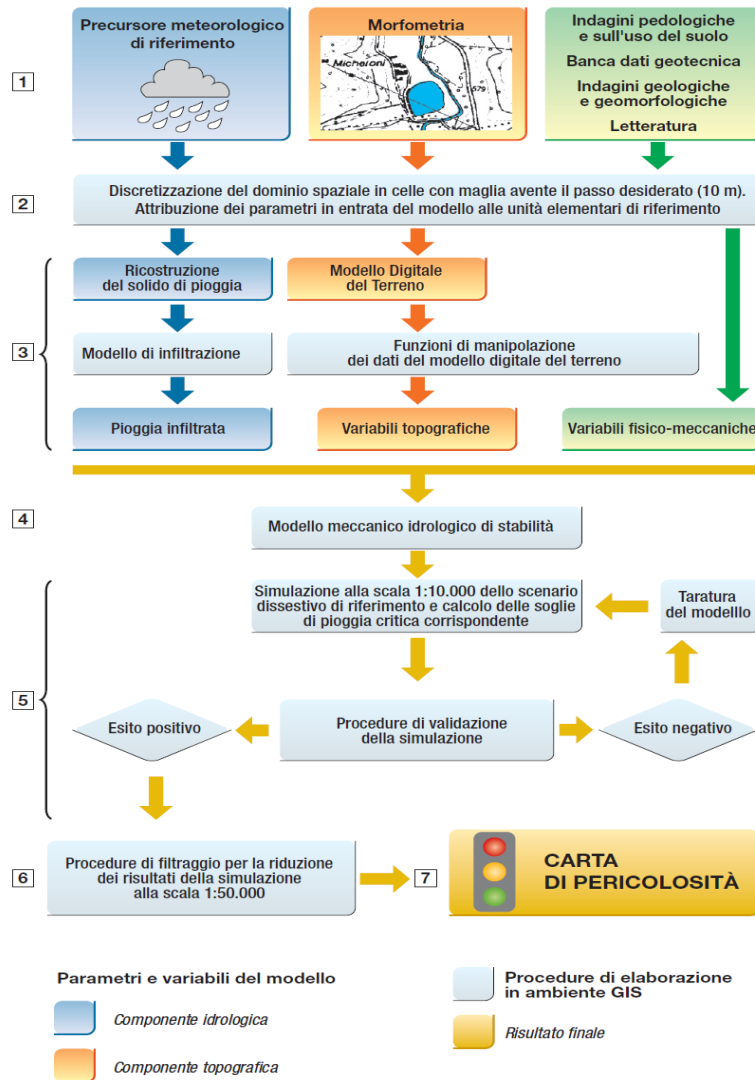 Precursore meteorologico
di riferimento
Morfometria
Micheloni
579
Indagini pedologiche
e sull'uso del suolo
Banca dati geotecnica
Indagini geologiche
e geomorfologiche
Letteratura
1
2
Discretizzazione del dominio spaziale in celle con maglia avente il passo desiderato (10 m).
Attribuzione dei parametri in entrata del modello alle unità elementari di riferimento
Ricostruzione
del solido di pioggia
Modello Digitale
del Terreno
3
Modello di infiltrazione
Funzioni di manipolazione
dei dati del modello digitale del terreno
Pioggia infiltrata
Variabili topografiche
Variabili fisico-meccaniche
4
Modello meccanico idrologico di stabilità
Simulazione alla scala 1:10.000 dello scenario
dissestivo di riferimento e calcolo delle soglie
di pioggia critica corrispondente
Taratura
del modelllo
5
Esito positivo
Procedure di validazione
della simulazione
Esito negativo
6
Procedure di filtraggio per la riduzione
dei risultati della simulazione
alla scala 1:50.000
7
CARTA
DI PERICOLOSITÀ
Parametri e variabili del modello
Componente idrologica
Componente topografica
Procedure di elaborazione
in ambiente GIS
Risultato finale